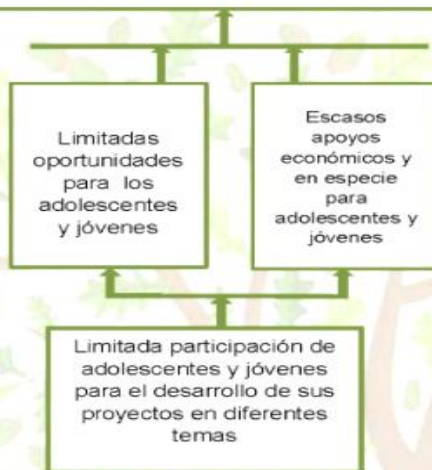 Limitadas
oportunidades
para los
adolescentes
y jóvenes
Escasos
apoyos
económicos y
en especie
para
adolescentes y
jóvenes
Limitada participación de
adolescentes y jóvenes
para el desarrollo de sus
proyectos en diferentes
temas